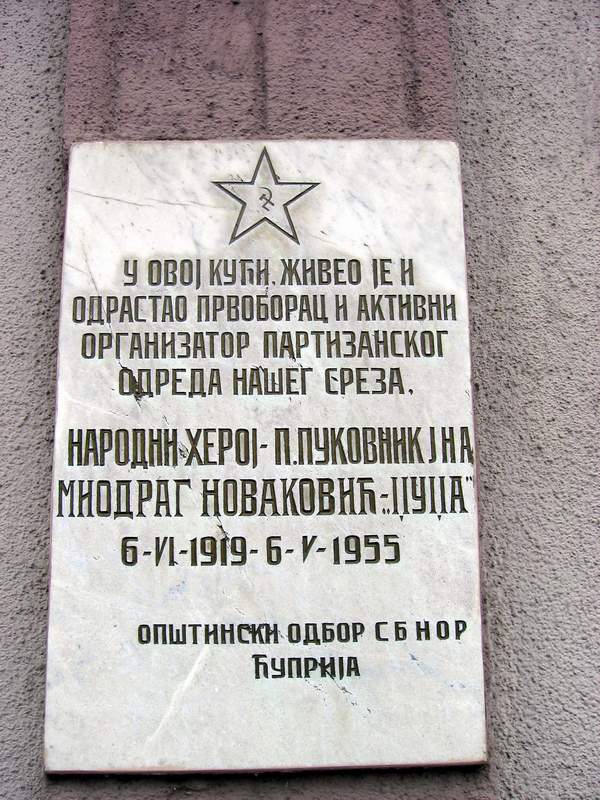 У ОВОЈ КУЋИ, ЖИВЕО ЈЕ И
ОДРАСТАО ПРВОБОРАЦ И АКТИВНИ
ОРГАНИЗАТОР ПАРТИЗАНСКОГ
ОДРЕДА НАШЕГ СРЕЗА,
НАРОДНИ ХЕРОЈ - П.ПУКОВНИК ЈНА
МИОДРАГ НОВАКОВИЋ-„ЏУЏА"
6-VI-1919-6-V-1955
ОПШТИНСКИ ОДБОР СБНОР
ЋУПРИЈА